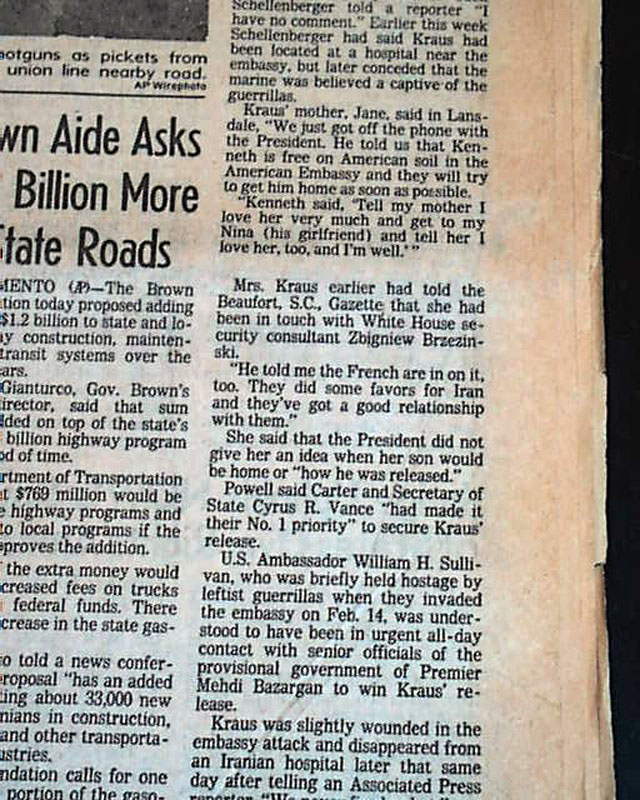 otguns as pickets from
union line nearby road.
AP Wirephoto
wn Aide Asks
Billion More
tate Roads
MENTO (AP)—The Brown
tion today proposed adding
$1.2 billion to state and lo-
y construction, mainten-
transit systems over the
ars.
Gianturco, Gov. Brown's
irector, said that sum
dded on top of the state's
billion highway program
od of time.
rtment of Transportation
t $769 million would be
e highway programs and
to local programs if the
pproves the addition.
the extra money would
creased fees on trucks
federal funds. There
crease in the state gas-
o told a news confer-
roposal "has an added
ting about 33,000 new
nians in construction,
and other transporta-
ustries.
ndation calls for one
portion of the gaso-
Schellenberger told a reporter "I
have no comment." Earlier this week
Schellenberger had said Kraus had
been located at a hospital near the
embassy, but later conceded that the
marine was believed a captive of the
guerrillas.
Kraus' mother, Jane, said in Lans-
dale, "We just got off the phone with
the President. He told us that Ken-
neth is free on American soil in the
American Embassy and they will try
to get him home as soon as possible.
"Kenneth said, 'Tell my mother I
love her very much and get to my
Nina (his girlfriend) and tell her I
love her, too, and I'm well.' "
Mrs. Kraus earlier had told the
Beaufort, S.C., Gazette that she had
been in touch with White House se-
curity consultant Zbigniew Brzezin-
ski.
"He told me the French are in on it,
too. They did some favors for Iran
and they've got a good relationship
with them."
She said that the President did not
give her an idea when her son would
be home or "how he was released."
Powell said Carter and Secretary of
State Cyrus R. Vance "had made it
their No. 1 priority" to secure Kraus'
release.
U.S. Ambassador William H. Sulli-
van, who was briefly held hostage by
leftist guerrillas when they invaded
the embassy on Feb. 14, was under-
stood to have been in urgent all-day
contact with senior officials of the
provisional government of Premier
Mehdi Bazargan to win Kraus' re-
lease.
Kraus was slightly wounded in the
embassy attack and disappeared from
an Iranian hospital later that same
day after telling an Associated Press
reporter, "We